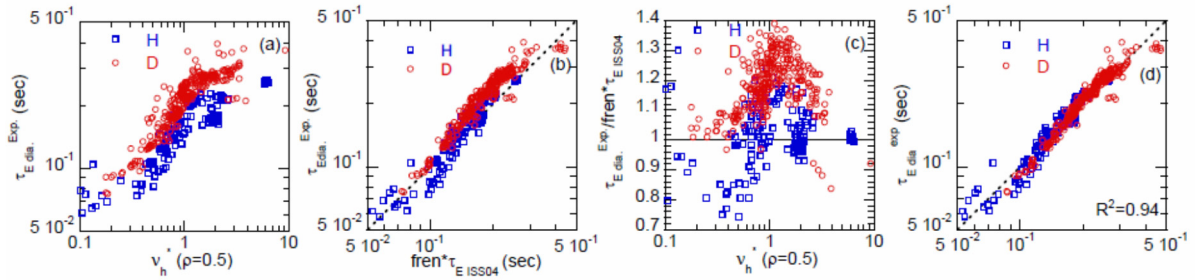 5 10⁻¹
10⁻¹
5 10⁻²
0.1
1
10
τ_E dia.^Exp. (sec)
ν_h^* (ρ=0.5)
H
D
(a)
5 10⁻¹
10⁻¹
5 10⁻²
5 10⁻²
10⁻¹
5 10⁻¹
τ_Edia.^Exp. (sec)
fren*τ_E ISS04 (sec)
H
D
(b)
1.4
1.3
1.2
1.1
1
0.9
0.8
0.7
0.1
1
10
τ_E dia.^Exp./fren*τ_E ISS04
ν_h^* (ρ=0.5)
H
D
(c)
5 10⁻¹
10⁻¹
5 10⁻²
5 10⁻²
10⁻¹
5 10⁻¹
τ_E dia^exp (sec)
H
D
(d)
R²=0.94